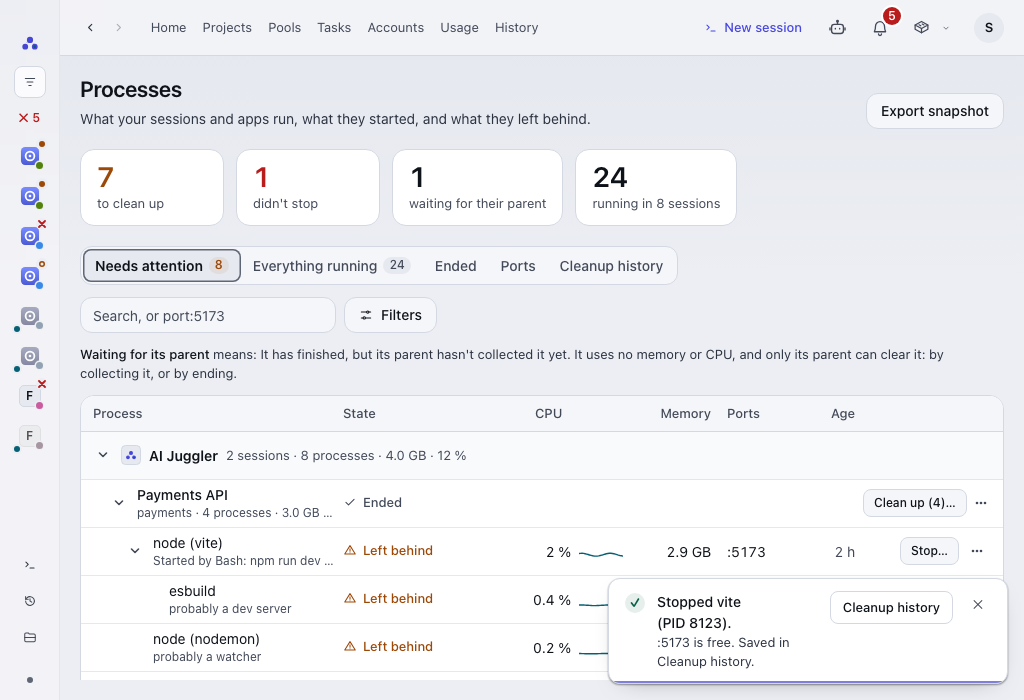 Home Projects Pools Tasks Accounts Usage History
New session
5
S
5
F
F
Processes
What your sessions and apps run, what they started, and what they left behind.
Export snapshot
7
to clean up
1
didn't stop
1
waiting for their parent
24
running in 8 sessions
Needs attention 8 Everything running 24 Ended Ports Cleanup history
Search, or port:5173
Filters
Waiting for its parent means: It has finished, but its parent hasn't collected it yet. It uses no memory or CPU, and only its parent can clear it: by
collecting it, or by ending.
Process State CPU Memory Ports Age
AI Juggler 2 sessions · 8 processes · 4.0 GB · 12 %
Payments API
payments · 4 processes · 3.0 GB ...
Ended
Clean up (4)...
node (vite)
Started by Bash: npm run dev ...
Left behind
2 % 2.9 GB :5173 2 h
Stop...
esbuild
probably a dev server
Left behind
0.4 %
node (nodemon)
probably a watcher
Left behind
0.2 %
Stopped vite
(PID 8123).
:5173 is free. Saved in
Cleanup history.
Cleanup history